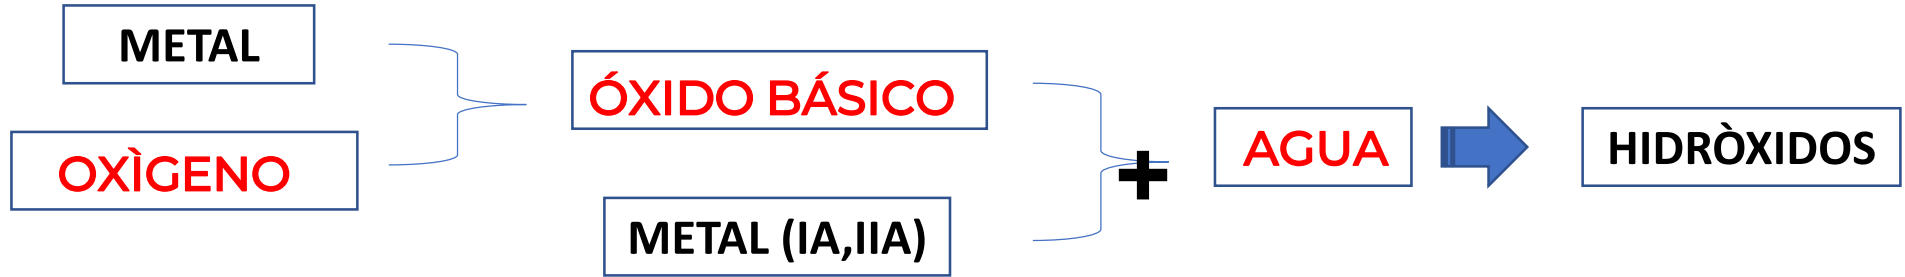 METAL
OXÌGENO
ÓXIDO BÁSICO
METAL (IA,IIA)
+
AGUA
HIDRÒXIDOS